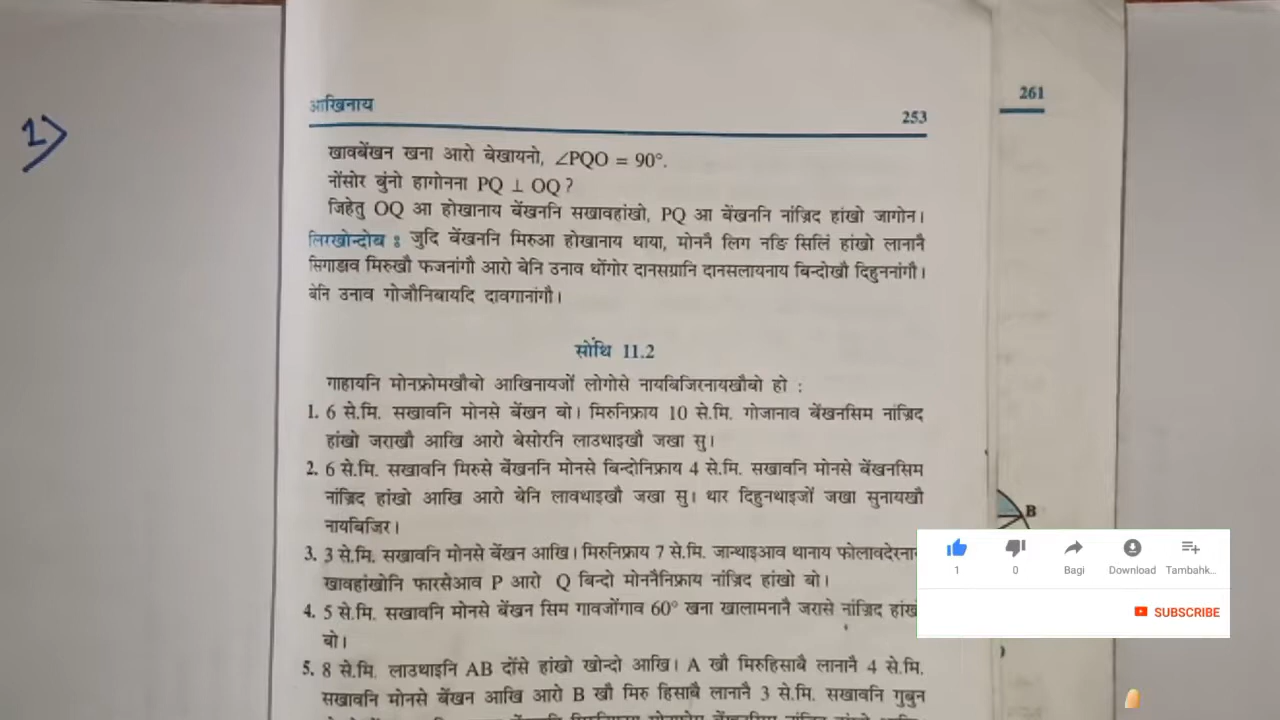 1)
आखिनाय
253
261
खावबेंखन खना आरो बेखायनो, ∠PQO = 90°.
नोंसोर बुंनो हागोनना PQ ⊥ OQ ?
जिहेतु OQ आ होखानाय बेंखननि सखावहांखो, PQ आ बेंखननि नांज्रिद हांखो जागोन।
लिरखोन्दोब : जुदि बेंखननि मिरुआ होखानाय थाया, मोननै लिग नङि सिलिं हांखो लानानै
मिरुखौ फजनांगौ आरो बेनि उनाव थोंगोर दानसग्रानि दानसलायनाय बिन्दोखौ दिहुननांगौ।
बेनि उनाव गोजौनिबायदि दावगानांगौ।
सोंथि 11.2
गाहायनि मोनफ्रोमखौबो आखिनायजों लोगोसे नायबिजिरनायखौबो हो :
1. 6 से.मि. सखावनि मोनसे बेंखन बो। मिरुनिफ्राय 10 से.मि. गोजानाव बेंखनसिम नांज्रिद
हांखो जराखौ आखि आरो बेसोरनि लाउथाइखौ जखा सु।
2. 6 से.मि. सखावनि मिरुसे बेंखननि मोनसे बिन्दोनिफ्राय 4 से.मि. सखावनि मोनसे बेंखनसिम
नांज्रिद हांखो आखि आरो बेनि लावथाइखौ जखा सु। थार दिहुनथाइजों जखा सुनायखौ
नायबिजिर।
3. 3 से.मि. सखावनि मोनसे बेंखन आखि। मिरुनिफ्राय 7 से.मि. जान्थाइआव थानाय
खावहांखोनि फारसेआव P आरो Q बिन्दो मोननैनिफ्राय नांज्रिद हांखो बो।
4. 5 से.मि. सखावनि मोनसे बेंखन सिम गावजोंगाव 60° खना खालामनानै जरासे नांज्रिद
बो।
5. 8 से.मि. लाउथाइनि AB दोंसे हांखो खोन्दो आखि। A खौ मिरुहिसाबै लानानै 4 से.मि.
सखावनि मोनसे बेंखन आखि आरो B खौ मिरु हिसाबै लानानै 3 से.मि. सखावनि गुबुन
B
1
0
Bagi
Download
Tambahk...
SUBSCRIBE